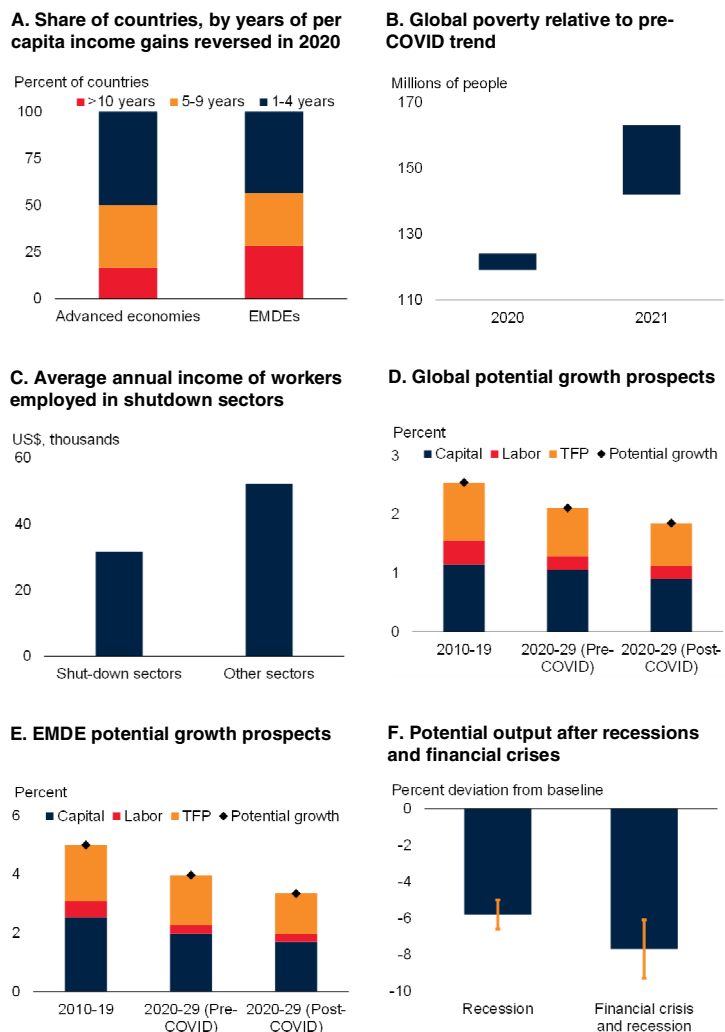 A. Share of countries, by years of per
capita income gains reversed in 2020
Percent of countries
>10 years 5-9 years 1-4 years
100
75
50
25
0
Advanced economies EMDEs
B. Global poverty relative to pre-
COVID trend
Millions of people
170
150
130
110
2020 2021
C. Average annual income of workers
employed in shutdown sectors
US$, thousands
60
40
20
0
Shut-down sectors Other sectors
D. Global potential growth prospects
Percent
3
Capital Labor TFP Potential growth
2
1
0
2010-19 2020-29 (Pre- 2020-29 (Post-
COVID) COVID)
E. EMDE potential growth prospects
Percent
6
Capital Labor TFP Potential growth
4
2
0
2010-19 2020-29 (Pre- 2020-29 (Post-
COVID) COVID)
F. Potential output after recessions
and financial crises
Percent deviation from baseline
0
-2
-4
-6
-8
-10
Recession Financial crisis
and recession